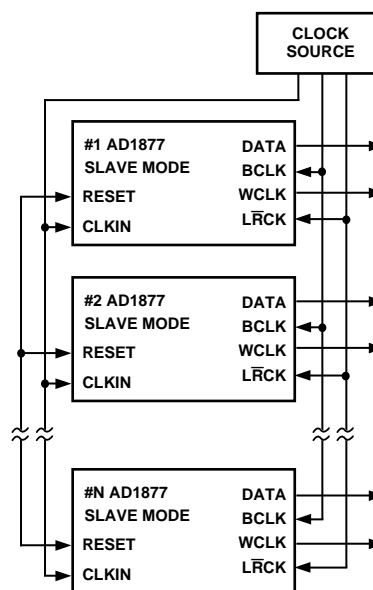 CLOCK
SOURCE
#1 AD1877
SLAVE MODE
RESET
CLKIN
DATA
BCLK
WCLK
LR̅CK
#2 AD1877
SLAVE MODE
RESET
CLKIN
DATA
BCLK
WCLK
LR̅CK
#N AD1877
SLAVE MODE
RESET
CLKIN
DATA
BCLK
WCLK
LR̅CK